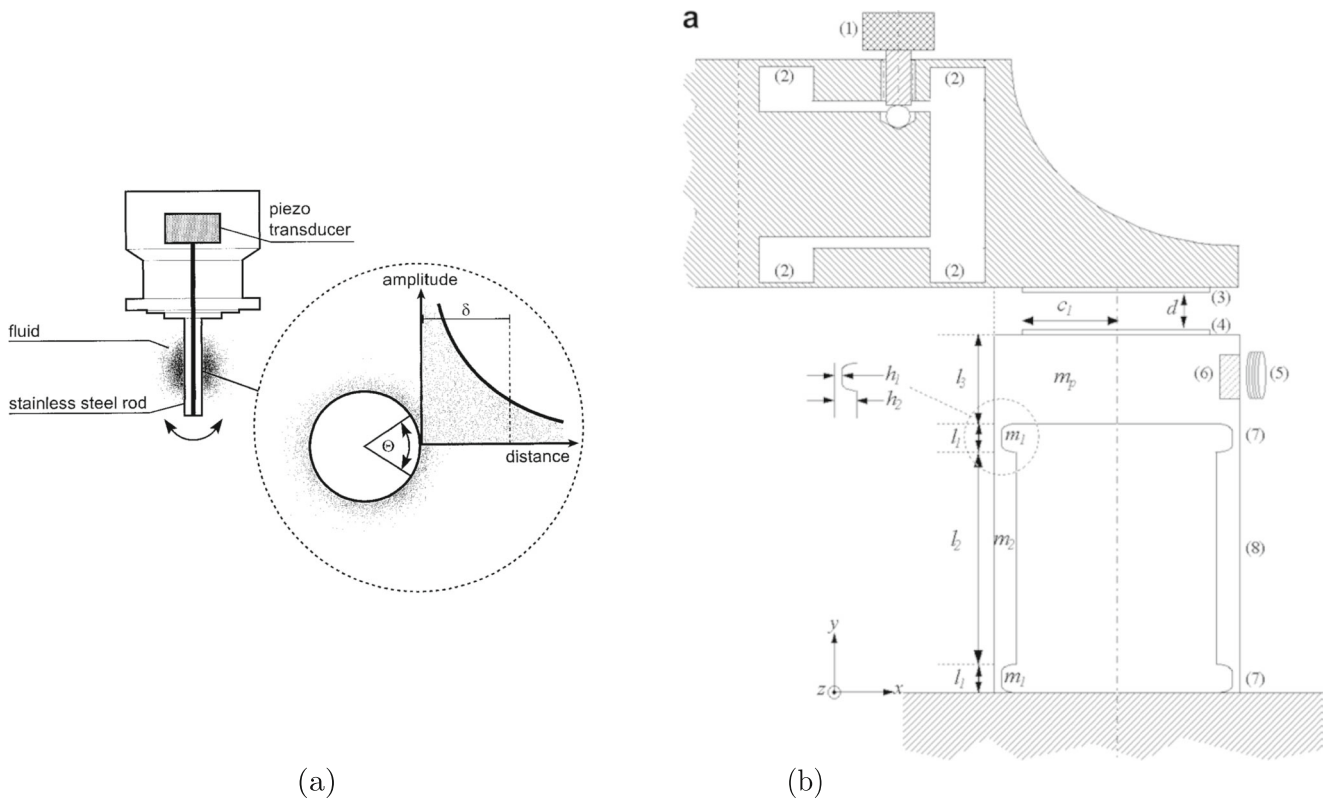 piezo
transducer
fluid
stainless steel rod
amplitude
δ
Θ
distance
(a)
a
(1)
(2)
(2)
(2)
(2)
(3)
c1
d
(4)
l3
mp
(6)
(5)
h1
h2
l1
m1
(7)
l2
m2
(8)
y
z
x
l1
m1
(7)
(b)